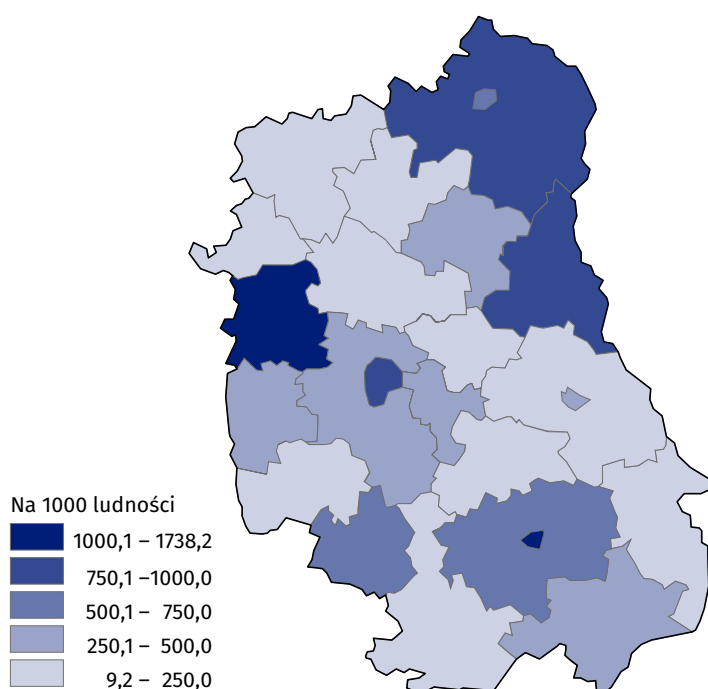 Na 1000 ludności
1000,1 – 1738,2
750,1 –1000,0
500,1 – 750,0
250,1 – 500,0
9,2 – 250,0